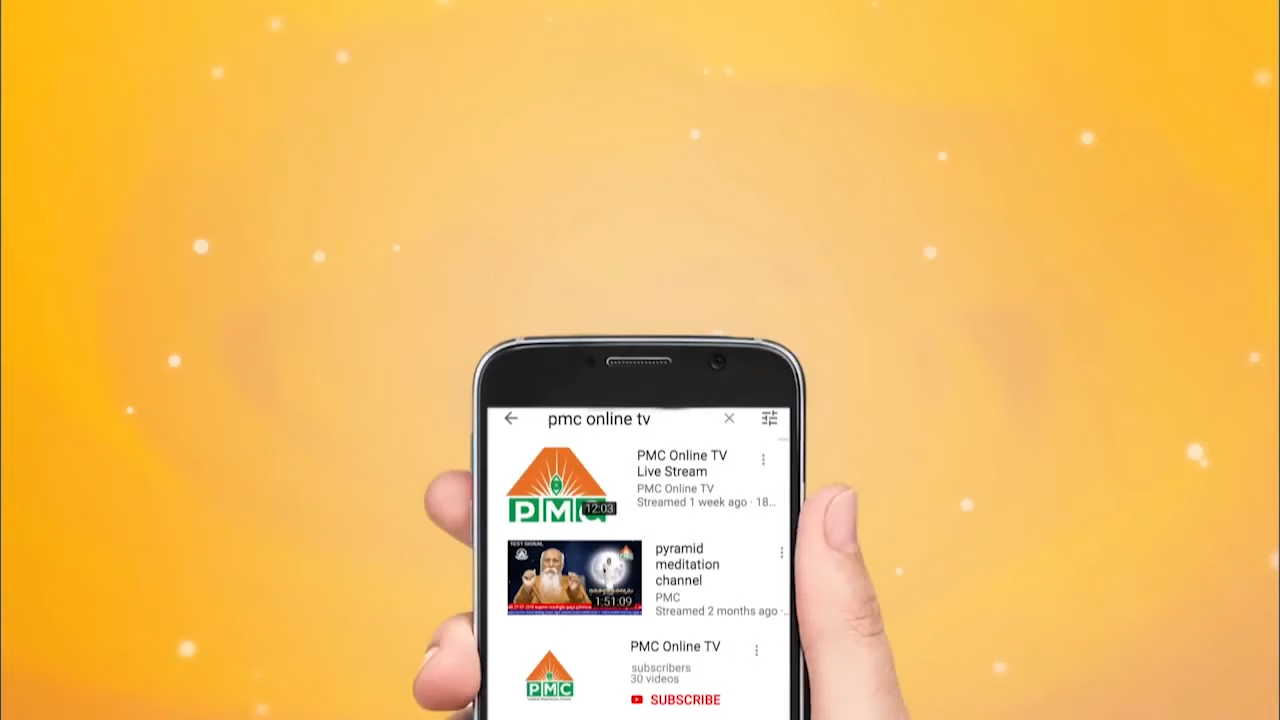 pmc online tv
PMC Online TV
Live Stream
PMC Online TV
Streamed 1 week ago · 18...
PMC
12:03
TEST SIGNAL
1:51:09
pyramid
meditation
channel
PMC
Streamed 2 months ago ·..
PMC Online TV
subscribers
30 videos
SUBSCRIBE
PMC